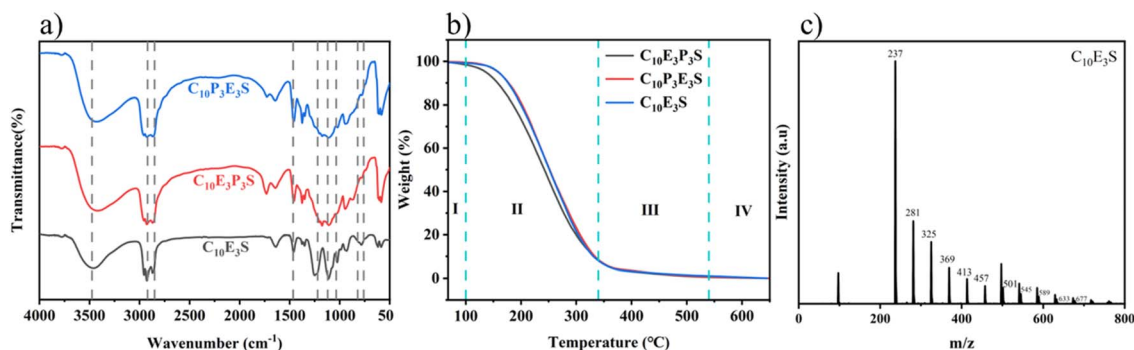 a)
Transmittance(%)
C₁₀P₃E₃S
C₁₀E₃P₃S
C₁₀E₃S
4000 3500 3000 2500 2000 1500 1000 500
Wavenumber (cm⁻¹)
b)
Weight (%)
100
80
60
40
20
0
C₁₀E₃P₃S
C₁₀P₃E₃S
C₁₀E₃S
I II III IV
100 200 300 400 500 600
Temperature (℃)
c)
Intensity (a.u)
C₁₀E₃S
237
281
325
369
413
457
501
545
589
633
677
0 200 400 600 800
m/z